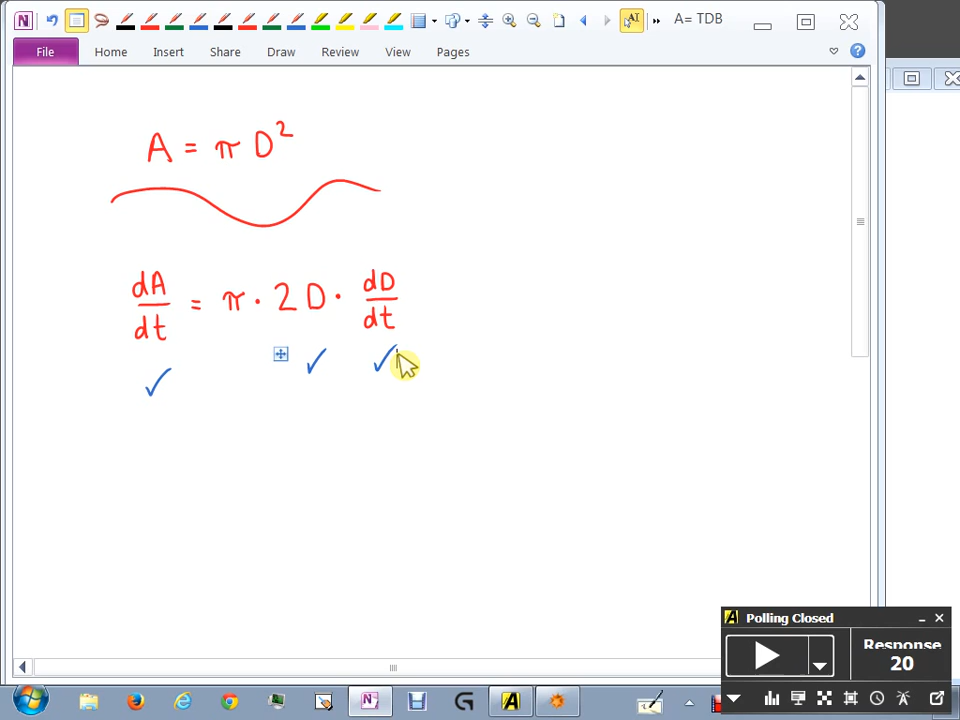 A= TDB
File Home Insert Share Draw Review View Pages
A = π D²
dA/dt = π · 2 D · dD/dt
✓ ✓ ✓
Polling Closed
Response
20